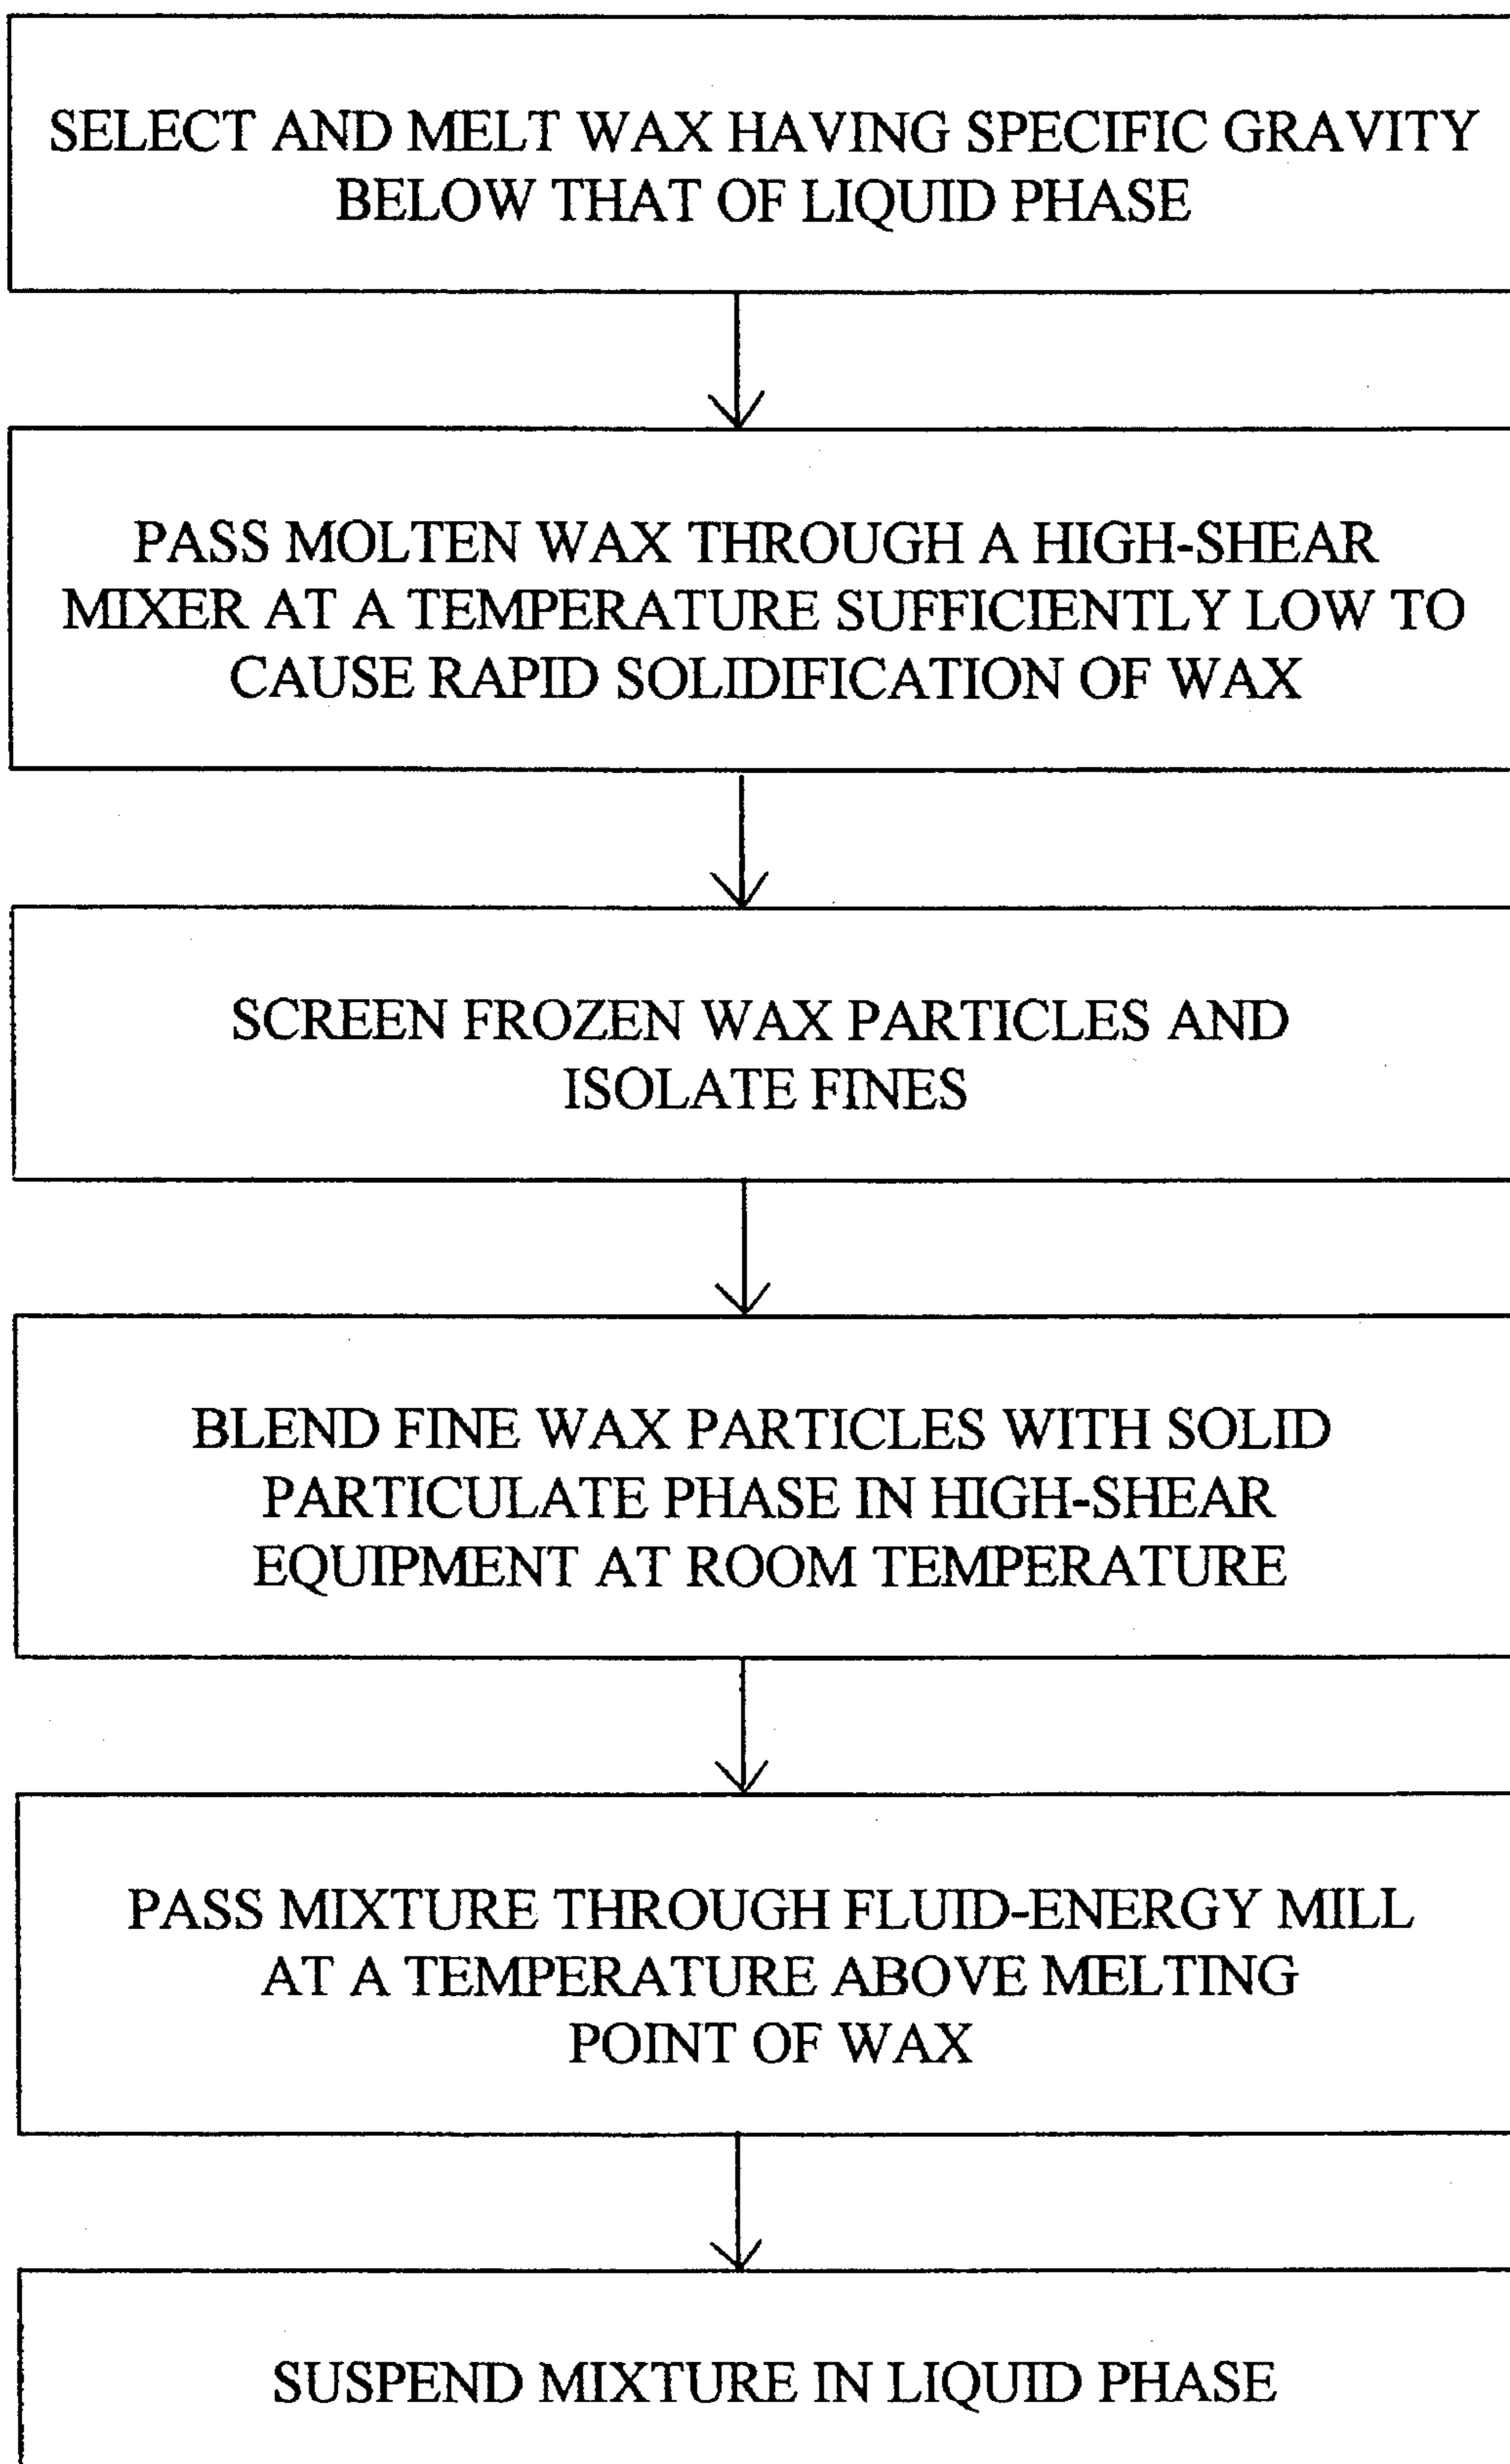 SELECT AND MELT WAX HAVING SPECIFIC GRAVITY
BELOW THAT OF LIQUID PHASE
PASS MOLTEN WAX THROUGH A HIGH-SHEAR
MIXER AT A TEMPERATURE SUFFICIENTLY LOW TO
CAUSE RAPID SOLIDIFICATION OF WAX
SCREEN FROZEN WAX PARTICLES AND
ISOLATE FINES
BLEND FINE WAX PARTICLES WITH SOLID
PARTICULATE PHASE IN HIGH-SHEAR
EQUIPMENT AT ROOM TEMPERATURE
PASS MIXTURE THROUGH FLUID-ENERGY MILL
AT A TEMPERATURE ABOVE MELTING
POINT OF WAX
SUSPEND MIXTURE IN LIQUID PHASE